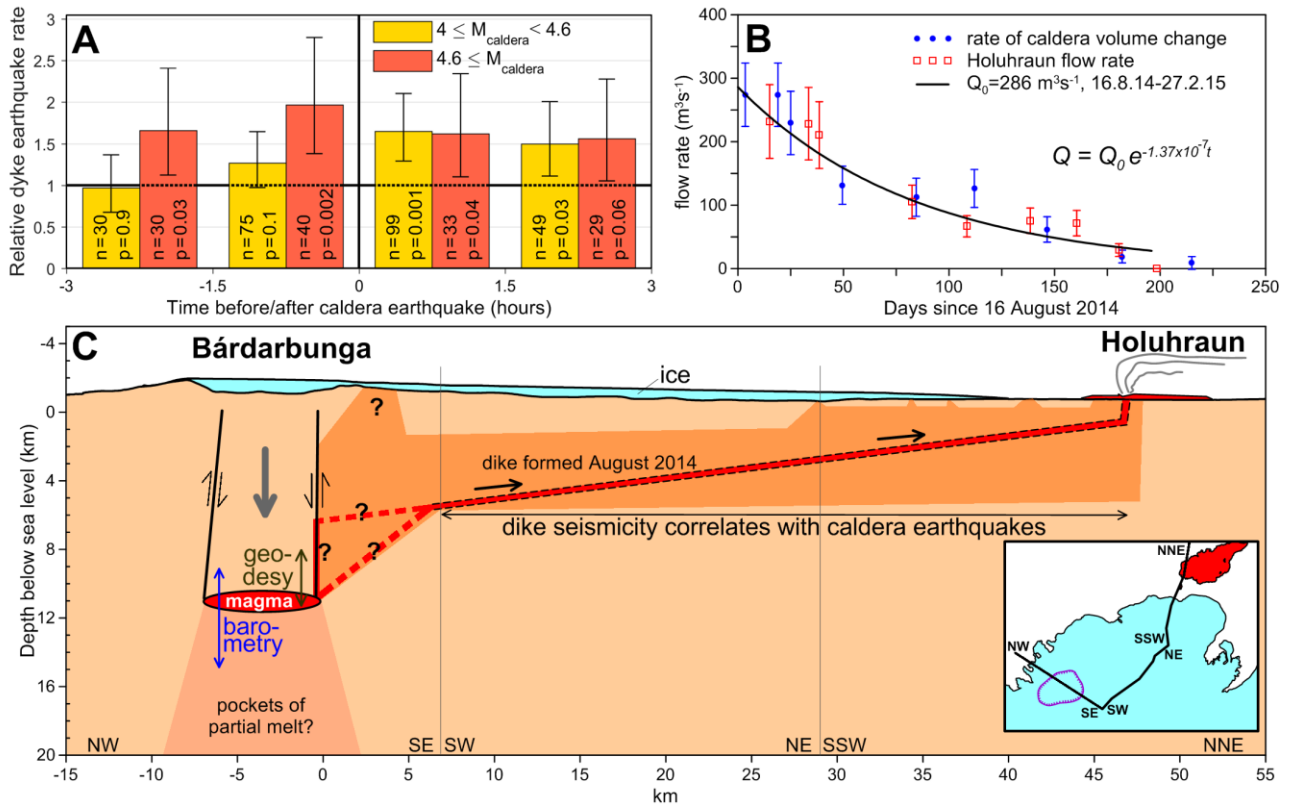 A
4 ≤ Mcaldera < 4.6
4.6 ≤ Mcaldera
Relative dyke earthquake rate
3
2.5
2
1.5
1
0.5
0
n=30
p=0.9
n=30
p=0.03
n=75
p=0.1
n=40
p=0.002
n=99
p=0.001
n=33
p=0.04
n=49
p=0.03
n=29
p=0.06
-3
-1.5
0
1.5
3
Time before/after caldera earthquake (hours)
B
rate of caldera volume change
Holuhraun flow rate
Q₀=286 m³s⁻¹, 16.8.14-27.2.15
Q = Q₀ e^-1.37x10^-7 t
flow rate (m³s⁻¹)
400
300
200
100
0
0
50
100
150
200
250
Days since 16 August 2014
C
Bárdarbunga
Holuhraun
ice
?
dike formed August 2014
?
?
?
dike seismicity correlates with caldera earthquakes
geo-
desy
magma
baro-
metry
pockets of
partial melt?
Depth below sea level (km)
-4
0
4
8
12
16
20
NW
SE
SW
NE
SSW
NNE
-15
-10
-5
0
5
10
15
20
25
30
35
40
45
50
55
km
NNE
SSW
NE
NW
SE
SW